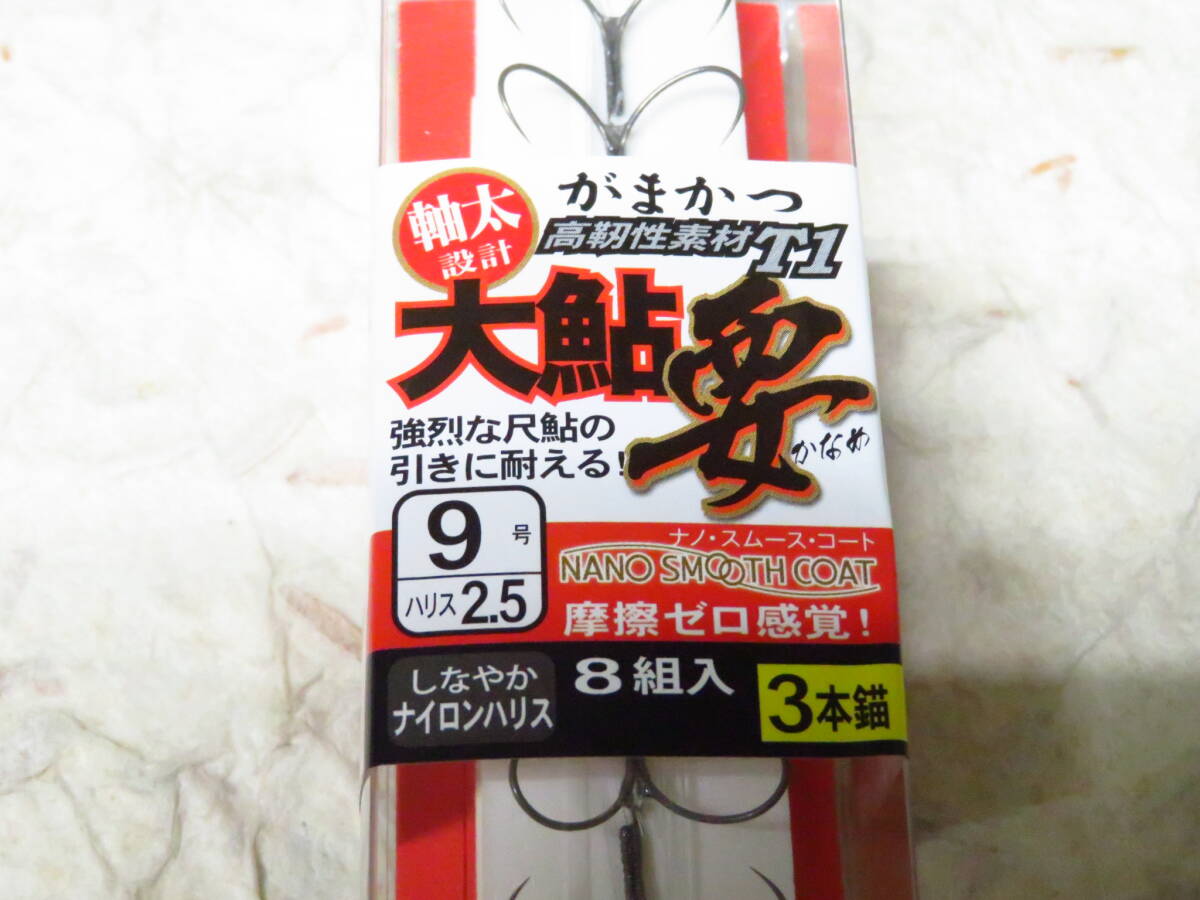 軸太
設計
がまかつ
高靭性素材 T1
大鮎 要
かなめ
強烈な尺鮎の
引きに耐える!
9号
ハリス 2.5
ナノ・スムース・コート
NANO SMOOTH COAT
摩擦ゼロ感覚!
しなやか
ナイロンハリス
8組入
3本錨